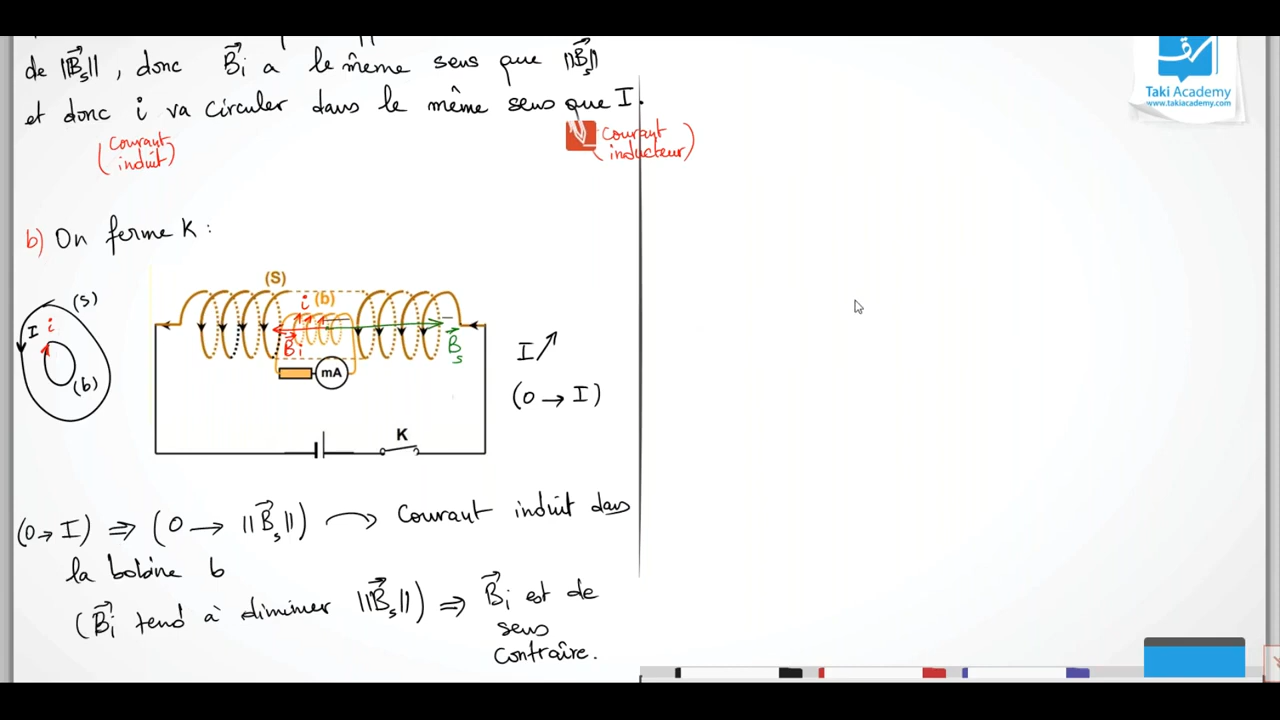 de ||B⃗s||, donc B⃗i a le même sens que ||B⃗s||
et donc i va circuler dans le même sens que I.
(courant induit)
(courant inducteur)
Taki Academy
www.takiacademy.com
b) On ferme K :
(S)
I
i
(b)
(S)
i
(b)
B⃗i
B⃗s
mA
K
I ↗
(0 → I)
(0→ I) ⇒ (0 → ||B⃗s||) → Courant induit dans
la bobine b
(B⃗i tend à diminuer ||B⃗s||) ⇒ B⃗i est de
sens
contraire.